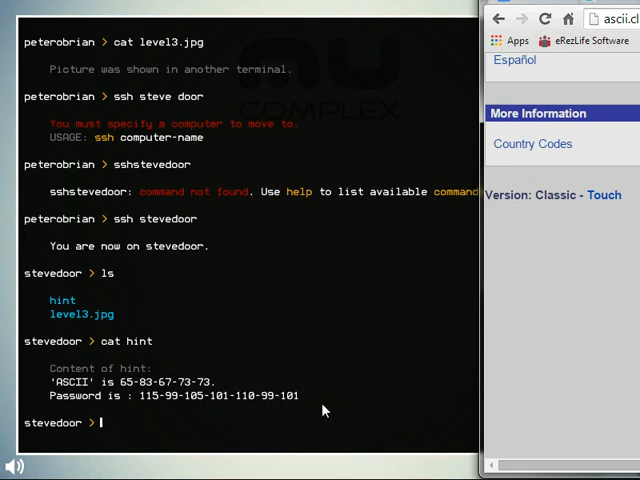 peterobrian > cat level3.jpg
Picture was shown in another terminal.
MU
COMPLEX
peterobrian > ssh steve door
You must specify a computer to move to.
USAGE: ssh computer-name
peterobrian > sshstevedoor
sshstevedoor: command not found. Use help to list available command
peterobrian > ssh stevedoor
You are now on stevedoor.
stevedoor > ls
hint
level3.jpg
stevedoor > cat hint
Content of hint:
'ASCII' is 65-83-67-73-73.
Password is : 115-99-105-101-110-99-101
stevedoor >
ascii.cl
Apps eRezLife Software
Español
More Information
Country Codes
Version: Classic - Touch